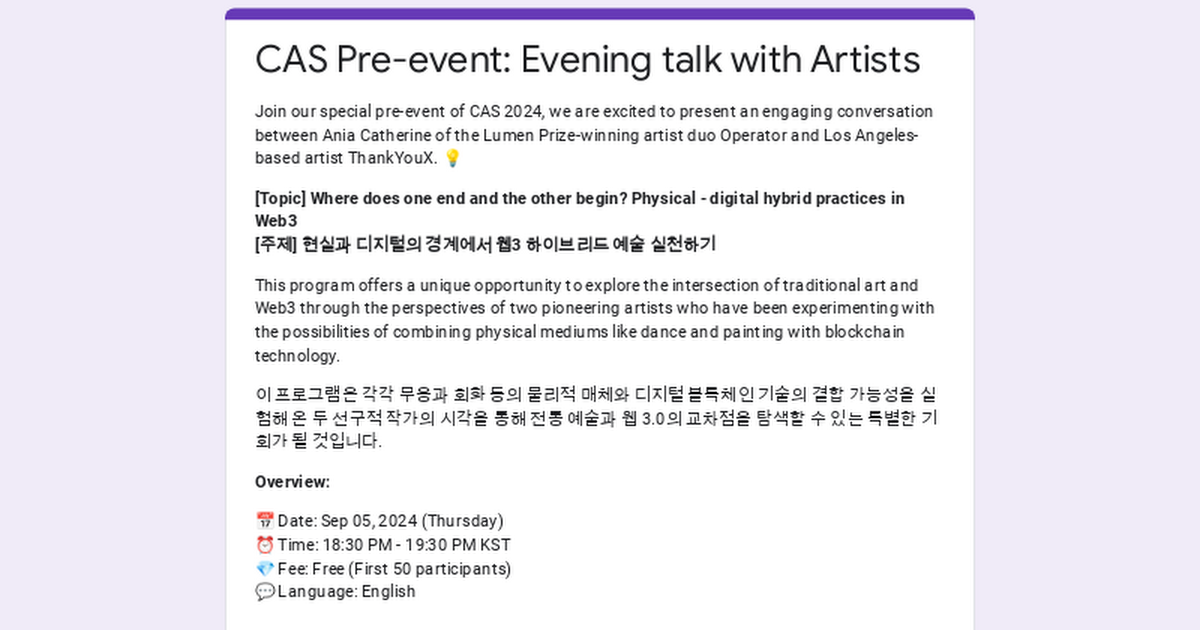 CAS Pre-event: Evening talk with Artists
Join our special pre-event of CAS 2024, we are excited to present an engaging conversation
between Ania Catherine of the Lumen Prize-winning artist duo Operator and Los Angeles-
based artist ThankYouX. 💡
[Topic] Where does one end and the other begin? Physical - digital hybrid practices in
Web3
[주제] 현실과 디지털의 경계에서 웹3 하이브리드 예술 실천하기
This program offers a unique opportunity to explore the intersection of traditional art and
Web3 through the perspectives of two pioneering artists who have been experimenting with
the possibilities of combining physical mediums like dance and painting with blockchain
technology.
이 프로그램은 각각 무용과 회화 등의 물리적 매체와 디지털 블록체인 기술의 결합 가능성을 실
험해 온 두 선구적 작가의 시각을 통해 전통 예술과 웹 3.0의 교차점을 탐색할 수 있는 특별한 기
회가 될 것입니다.
Overview:
📅 Date: Sep 05, 2024 (Thursday)
⏰ Time: 18:30 PM - 19:30 PM KST
💎 Fee: Free (First 50 participants)
💬 Language: English